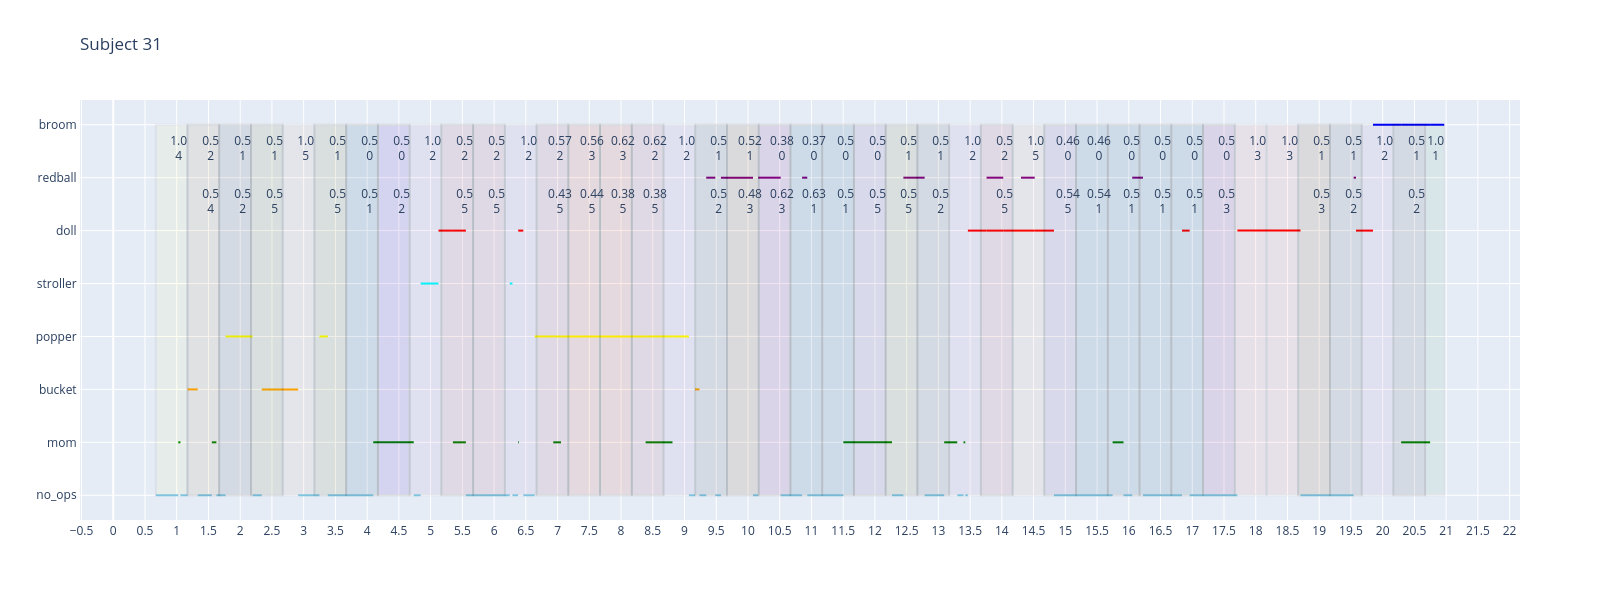 Subject 31
broom
1.0 0.5 0.5 0.5 1.0 0.5 0.5 0.5 1.0 0.5 0.5 1.0 0.57 0.56 0.62 0.62 1.0 0.5 0.52 0.38 0.37 0.5 0.5 0.5 0.5 1.0 0.5 1.0 0.46 0.46 0.5 0.5 0.5 0.5 1.0 1.0 0.5 0.5 1.0 0.5 1.0
4 2 1 1 5 1 0 0 2 2 2 2 2 3 3 2 2 1 1 0 0 0 0 1 1 2 2 5 0 0 0 0 0 0 3 3 1 1 2 1 1
redball
0.5 0.5 0.5 0.5 0.5 0.5 0.5 0.5 0.43 0.44 0.38 0.38 0.5 0.48 0.62 0.63 0.5 0.5 0.5 0.5 0.5 0.54 0.54 0.5 0.5 0.5 0.5 0.5 0.5 0.5
4 2 5 5 1 2 5 5 5 5 5 5 2 3 3 1 1 5 5 2 5 5 1 1 1 1 3 3 2 2
doll
stroller
popper
bucket
mom
no_ops
−0.5 0 0.5 1 1.5 2 2.5 3 3.5 4 4.5 5 5.5 6 6.5 7 7.5 8 8.5 9 9.5 10 10.5 11 11.5 12 12.5 13 13.5 14 14.5 15 15.5 16 16.5 17 17.5 18 18.5 19 19.5 20 20.5 21 21.5 22